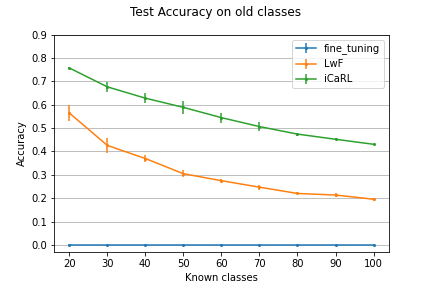 Test Accuracy on old classes
fine_tuning
LwF
iCaRL
Accuracy
0.9
0.8
0.7
0.6
0.5
0.4
0.3
0.2
0.1
0.0
20 30 40 50 60 70 80 90 100
Known classes